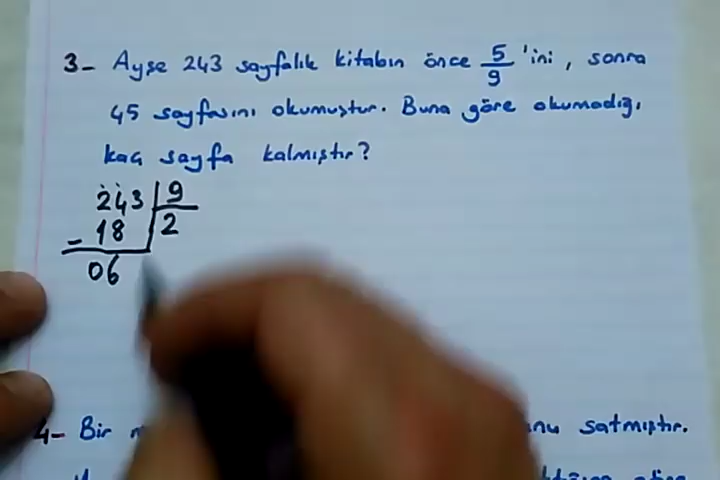 3- Ayşe 243 sayfalık kitabın önce 5/9 'ini, sonra
45 sayfasını okumuştur. Buna göre okumadığı
kaç sayfa kalmıştır?
243 | 9
- 18 | 2
06
4- Bir satmıştır.